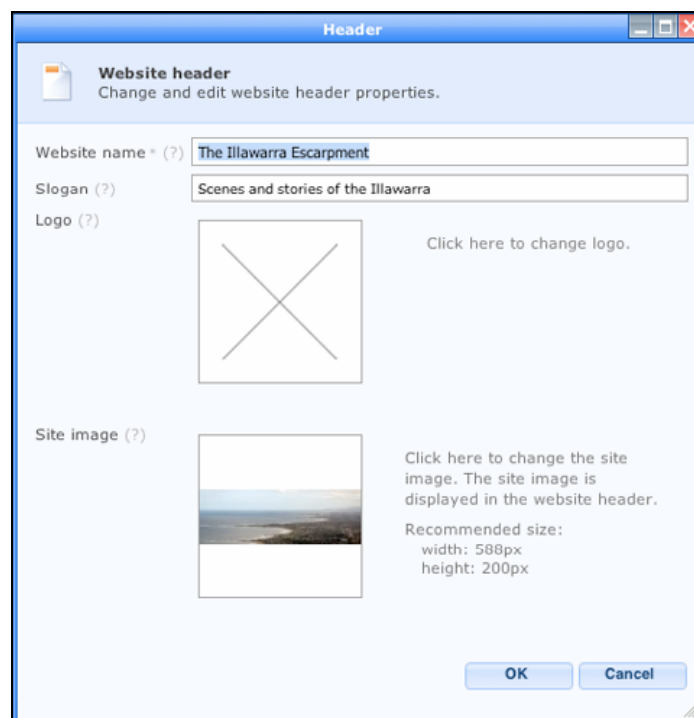 Header
Website header
Change and edit website header properties.
Website name * (?) The Illawarra Escarpment
Slogan (?) Scenes and stories of the Illawarra
Logo (?)
Click here to change logo.
Site image (?)
Click here to change the site
image. The site image is
displayed in the website header.
Recommended size:
width: 588px
height: 200px
OK Cancel